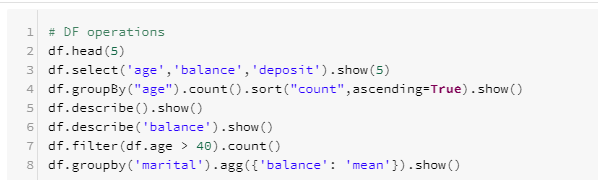 1 # DF operations
2 df.head(5)
3 df.select('age','balance','deposit').show(5)
4 df.groupBy("age").count().sort("count",ascending=True).show()
5 df.describe().show()
6 df.describe('balance').show()
7 df.filter(df.age > 40).count()
8 df.groupby('marital').agg({'balance': 'mean'}).show()